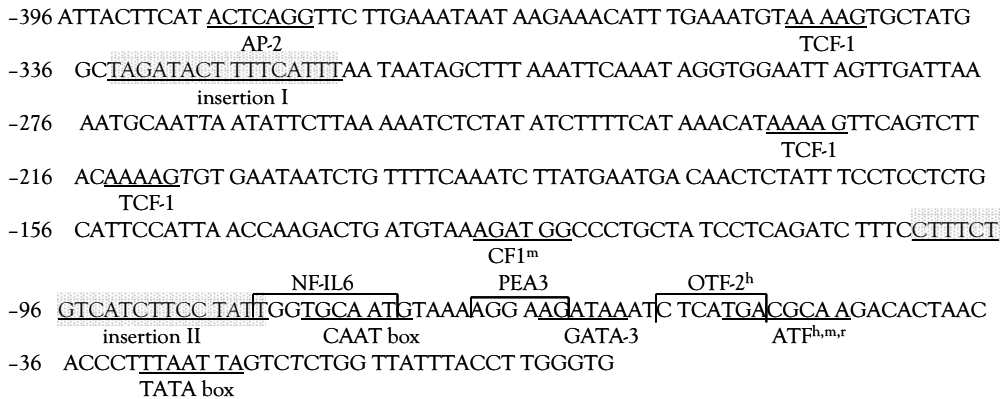 –396 ATTACTTCAT ACTCAGGTTC TTGAAATAAT AAGAAACATT TGAAATGTAA AAGTGCTATG
AP-2 TCF-1
–336 GCTAGATACT TTTCATTTAA TAATAGCTTT AAATTCAAAT AGGTGGAATT AGTTGATTAA
insertion I
–276 AATGCAATTA ATATTCTTAA AAATCTCTAT ATCTTTTCAT AAACATAAAA GTTCAGTCTT
TCF-1
–216 ACAAAAGTGT GAATAATCTG TTTTCAAATC TTATGAATGA CAACTCTATT TCCTCCTCTG
TCF-1
–156 CATTCCATTA ACCAAGACTG ATGTAAAGAT GGCCCTGCTA TCCTCAGATC TTTCCTTTCT
CF1m
NF-IL6 PEA3 OTF-2h
–96 GTCATCTTCC TATTTGGTGCA ATGTAAAAGG AAGATAAATC TCATGACGCA AGACACTAAC
insertion II CAAT box GATA-3 ATFh,m,r
–36 ACCCTTTAAT TAGTCTCTGG TTATTTACCT TGGGTG
TATA box